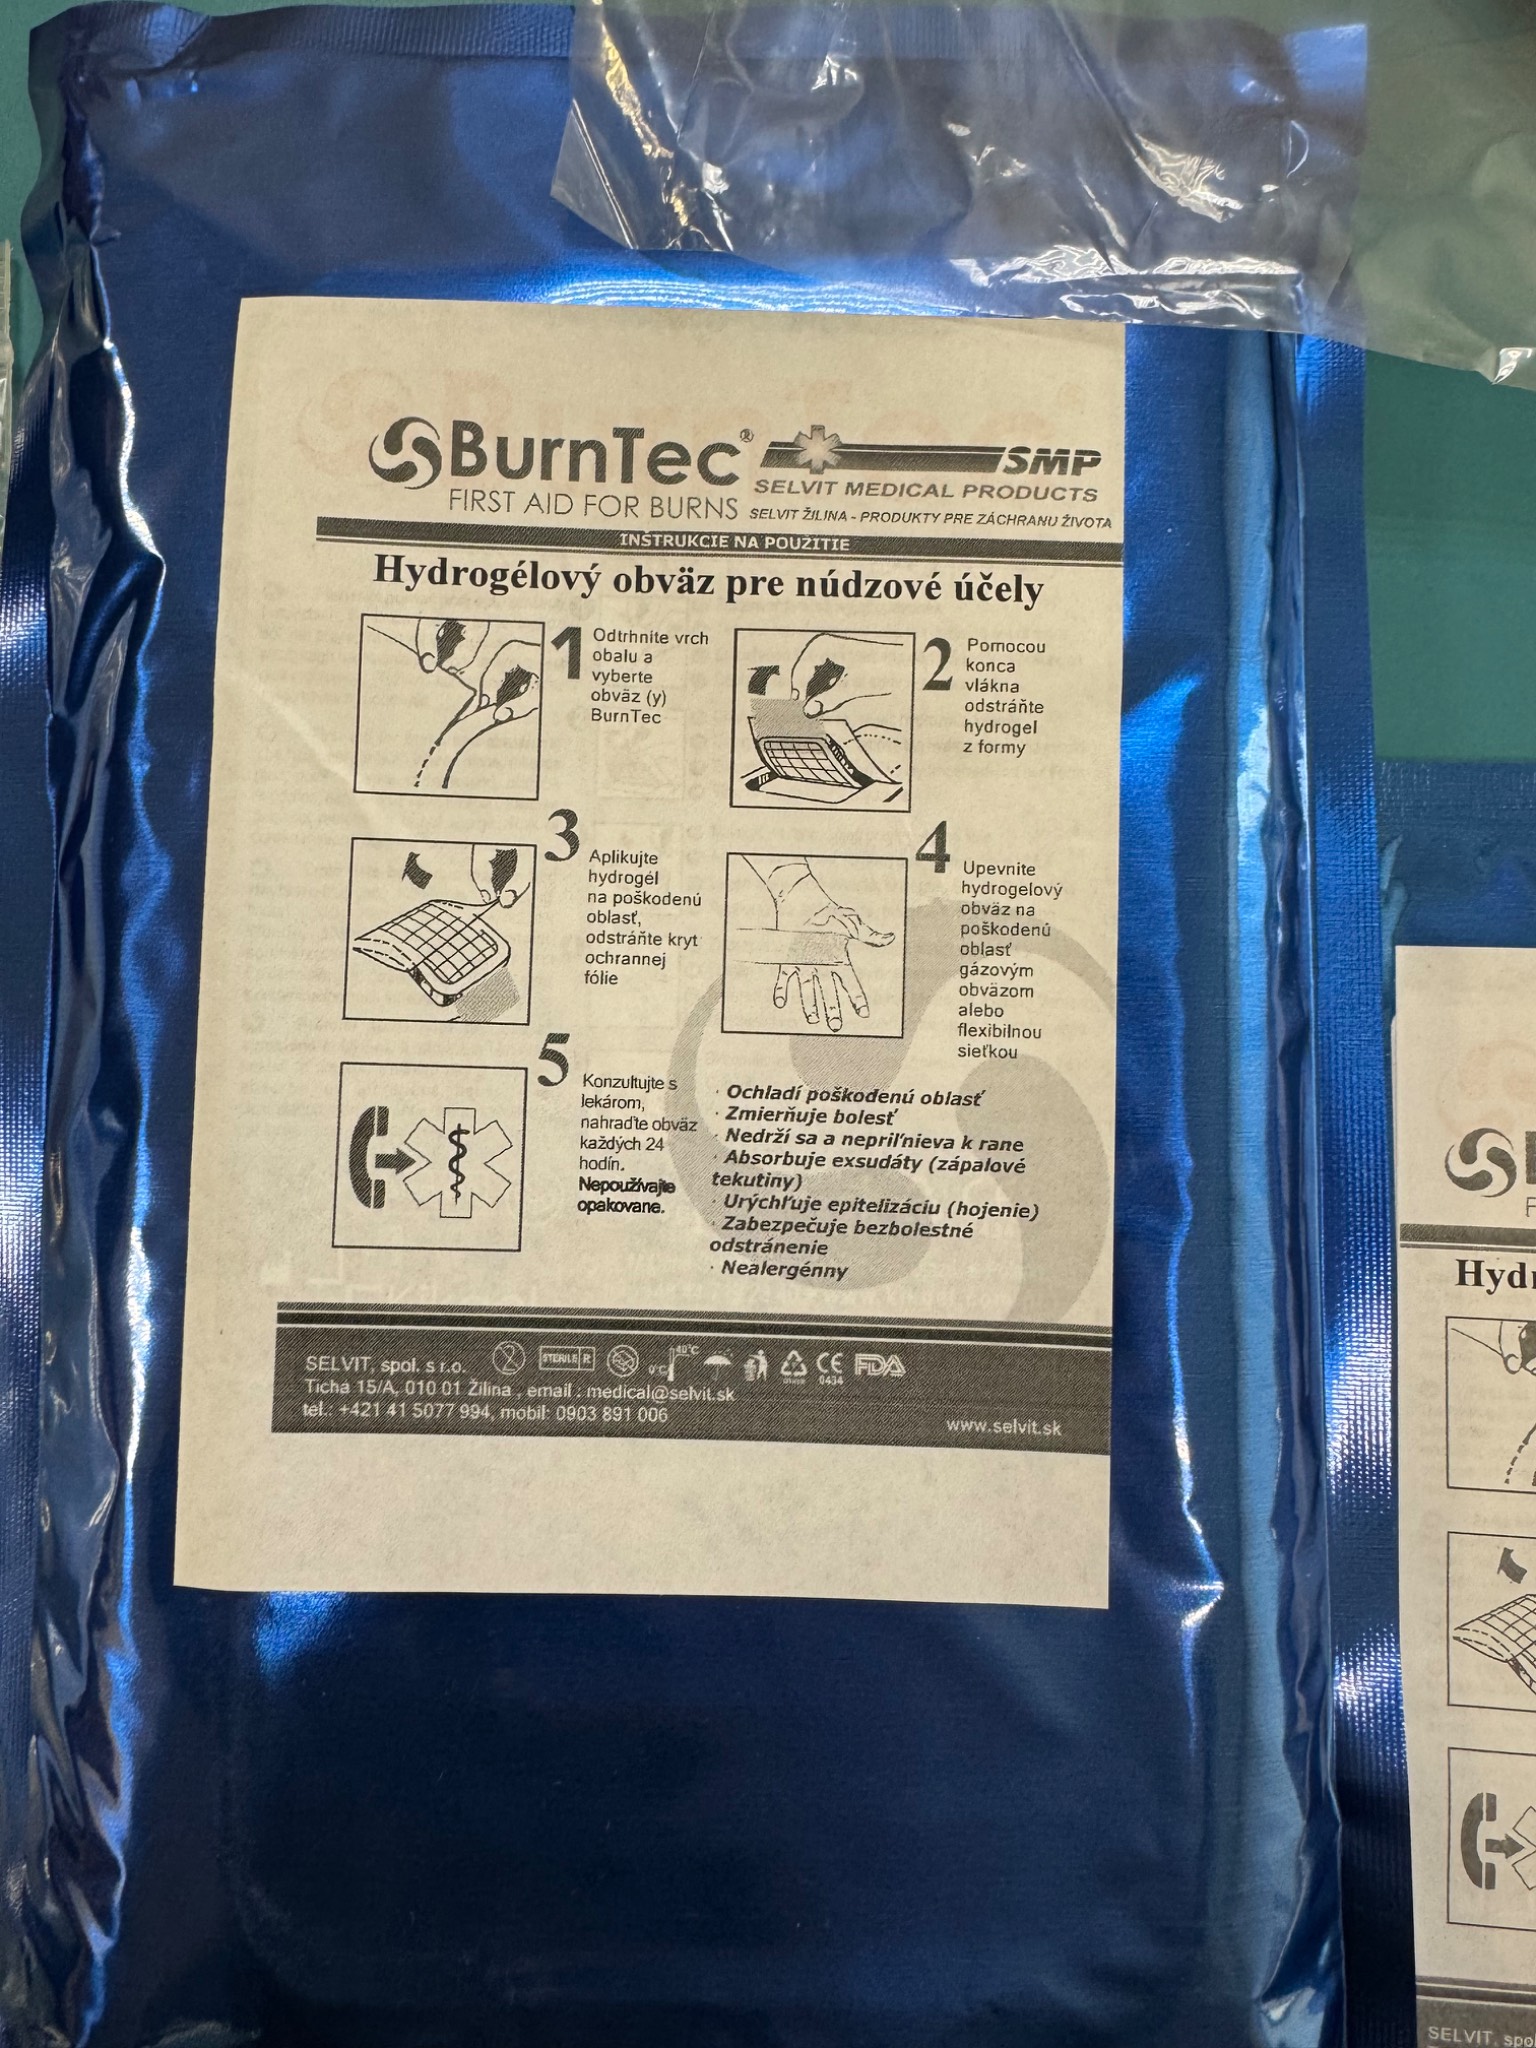 BurnTec®
FIRST AID FOR BURNS
SMP
SELVIT MEDICAL PRODUCTS
SELVIT ŽILINA - PRODUKTY PRE ZÁCHRANU ŽIVOTA
INŠTRUKCIE NA POUŽITIE
Hydrogélový obväz pre núdzové účely
1
Odtrhnite vrch
obalu a
vyberte
obväz (y)
BurnTec
2
Pomocou
konca
vlákna
odstráňte
hydrogel
z formy
3
Aplikujte
hydrogél
na poškodenú
oblasť,
odstráňte kryt
ochrannej
fólie
4
Upevnite
hydrogelový
obväz na
poškodenú
oblasť
gázovým
obväzom
alebo
flexibilnou
sieťkou
5
Konzultujte s
lekárom,
nahraďte obväz
každých 24
hodín.
Nepoužívajte
opakovane.
· Ochladí poškodenú oblasť
· Zmierňuje bolesť
· Nedrží sa a nepriľnieva k rane
· Absorbuje exsudáty (zápalové
tekutiny)
· Urýchľuje epitelizáciu (hojenie)
· Zabezpečuje bezbolestné
odstránenie
· Nealergénny
SELVIT, spol. s r.o.
2 STERILE R 0°C 40°C CE 0434 FDA
Tichá 15/A, 010 01 Žilina , email : medical@selvit.sk
tel.: +421 41 5077 994, mobil: 0903 891 006
www.selvit.sk
Hydr
SELVIT, spol